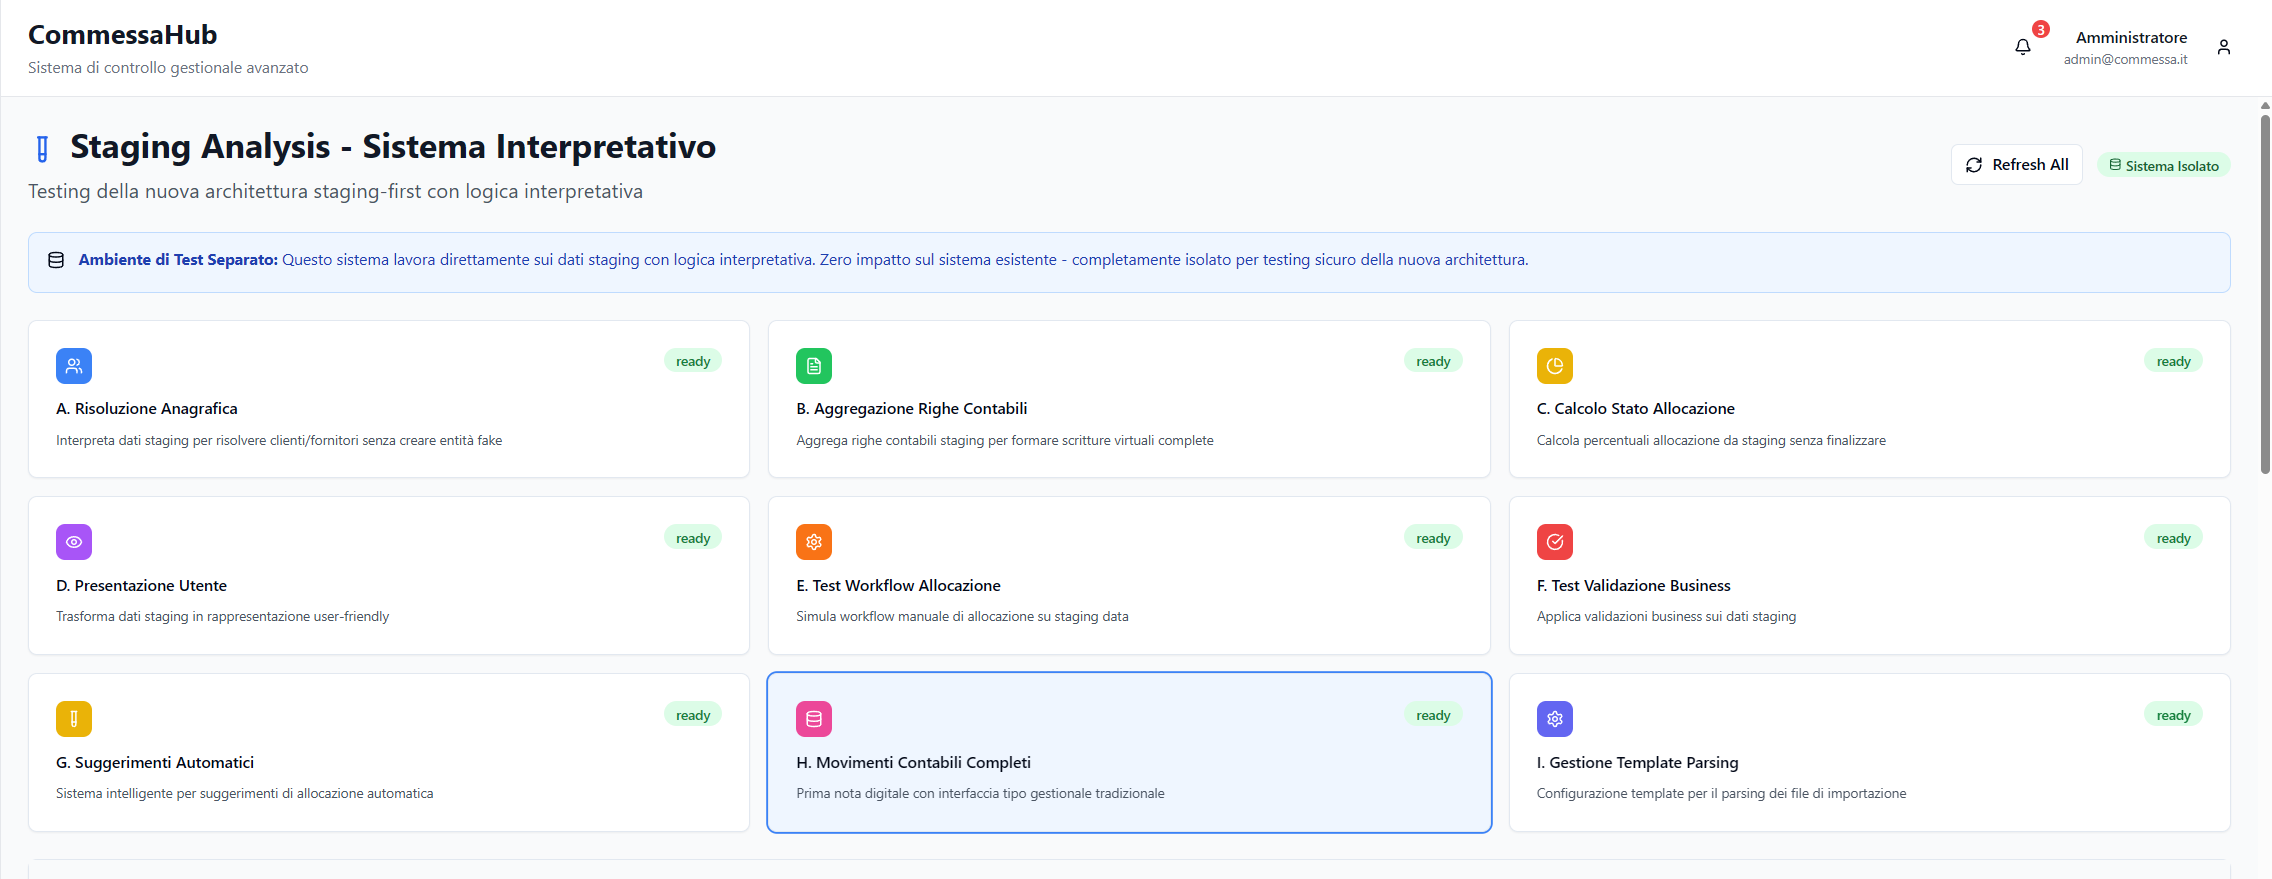 CommessaHub
Sistema di controllo gestionale avanzato
3
Amministratore
admin@commessa.it
Staging Analysis - Sistema Interpretativo
Testing della nuova architettura staging-first con logica interpretativa
Refresh All
Sistema Isolato
Ambiente di Test Separato: Questo sistema lavora direttamente sui dati staging con logica interpretativa. Zero impatto sul sistema esistente - completamente isolato per testing sicuro della nuova architettura.
ready
A. Risoluzione Anagrafica
Interpreta dati staging per risolvere clienti/fornitori senza creare entità fake
ready
B. Aggregazione Righe Contabili
Aggrega righe contabili staging per formare scritture virtuali complete
ready
C. Calcolo Stato Allocazione
Calcola percentuali allocazione da staging senza finalizzare
ready
D. Presentazione Utente
Trasforma dati staging in rappresentazione user-friendly
ready
E. Test Workflow Allocazione
Simula workflow manuale di allocazione su staging data
ready
F. Test Validazione Business
Applica validazioni business sui dati staging
ready
G. Suggerimenti Automatici
Sistema intelligente per suggerimenti di allocazione automatica
ready
H. Movimenti Contabili Completi
Prima nota digitale con interfaccia tipo gestionale tradizionale
ready
I. Gestione Template Parsing
Configurazione template per il parsing dei file di importazione